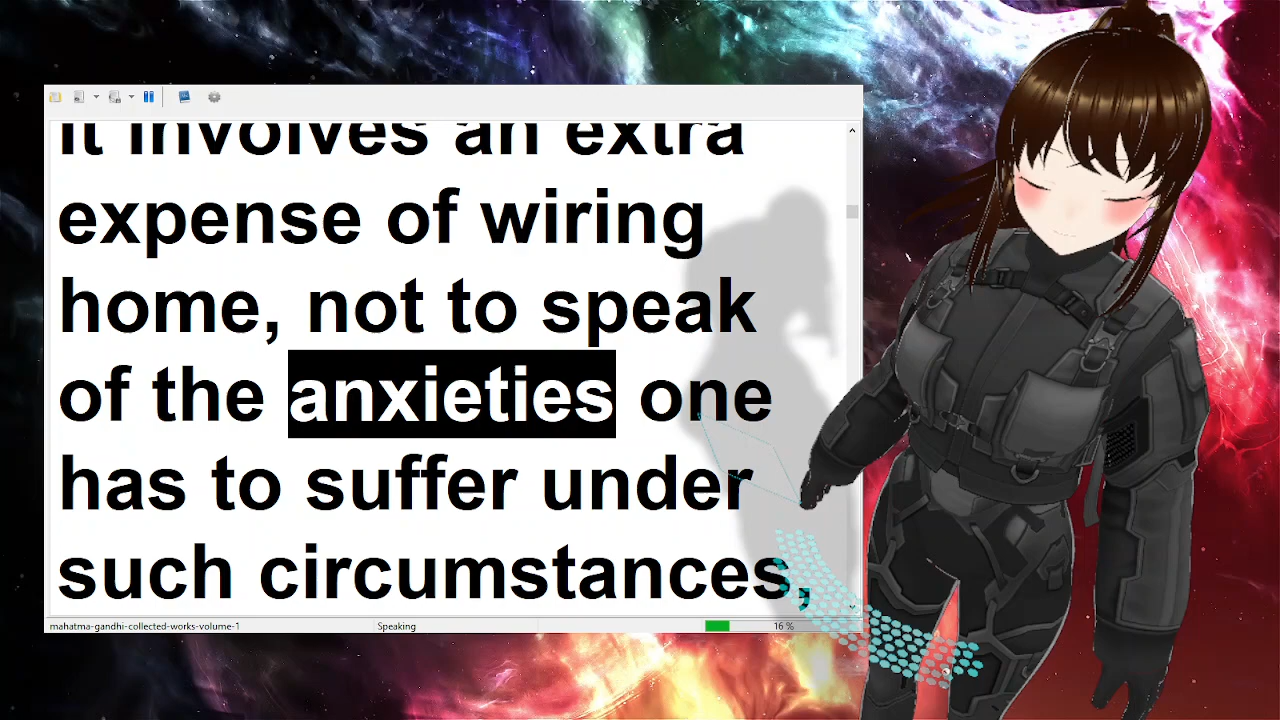 it involves an extra
expense of wiring
home, not to speak
of the anxieties one
has to suffer under
such circumstances,
mahatma-gandhi-collected-works-volume-1
Speaking
16 %